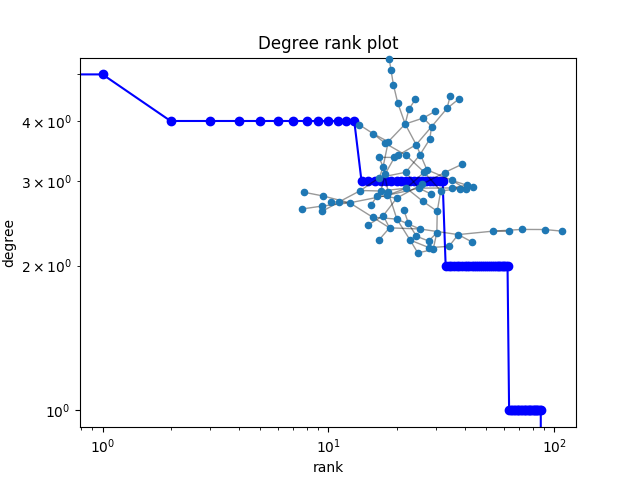 Degree rank plot
degree
4 × 10⁰
3 × 10⁰
2 × 10⁰
10⁰
10⁰
10¹
10²
rank